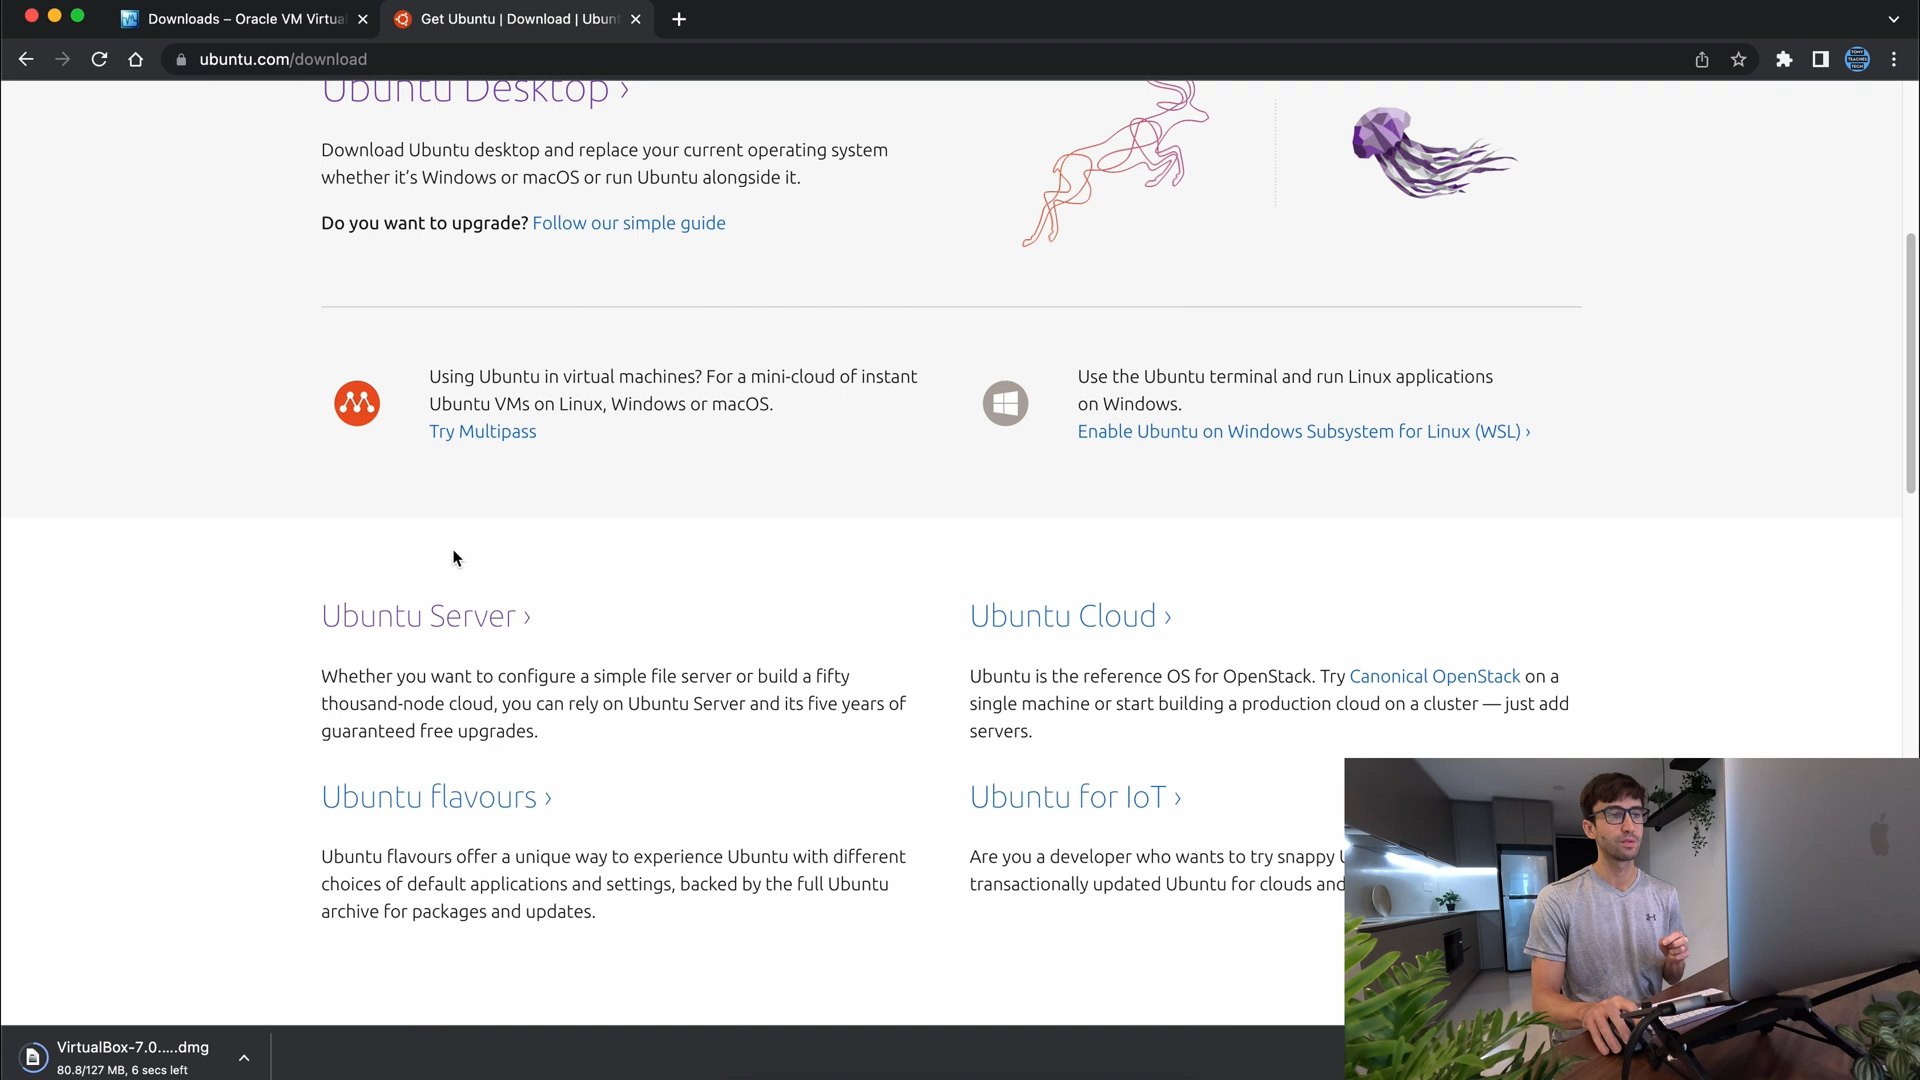 Downloads – Oracle VM Virtual
Get Ubuntu | Download | Ubun
ubuntu.com/download
TONY
TEACHES
TECH
Ubuntu Desktop ›
Download Ubuntu desktop and replace your current operating system
whether it's Windows or macOS or run Ubuntu alongside it.
Do you want to upgrade? Follow our simple guide
Using Ubuntu in virtual machines? For a mini-cloud of instant
Ubuntu VMs on Linux, Windows or macOS.
Try Multipass
Use the Ubuntu terminal and run Linux applications
on Windows.
Enable Ubuntu on Windows Subsystem for Linux (WSL) ›
Ubuntu Server ›
Whether you want to configure a simple file server or build a fifty
thousand-node cloud, you can rely on Ubuntu Server and its five years of
guaranteed free upgrades.
Ubuntu Cloud ›
Ubuntu is the reference OS for OpenStack. Try Canonical OpenStack on a
single machine or start building a production cloud on a cluster — just add
servers.
Ubuntu flavours ›
Ubuntu flavours offer a unique way to experience Ubuntu with different
choices of default applications and settings, backed by the full Ubuntu
archive for packages and updates.
Ubuntu for IoT ›
Are you a developer who wants to try snappy U
transactionally updated Ubuntu for clouds and
VirtualBox-7.0.....dmg
80.8/127 MB, 6 secs left